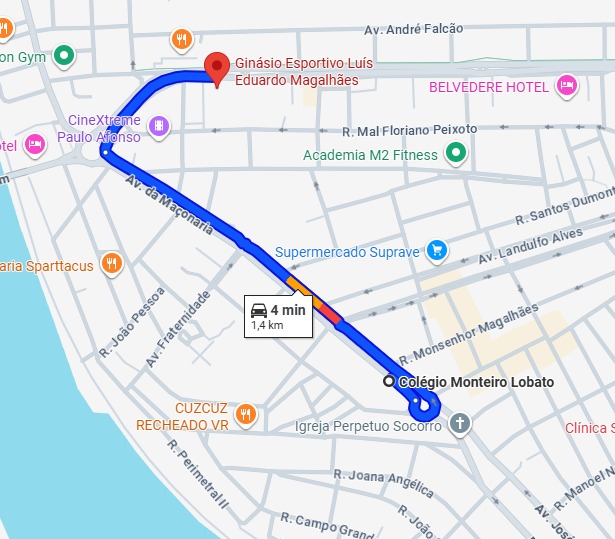 Av. André Falcão
on Gym
Ginásio Esportivo Luís
Eduardo Magalhães
BELVEDERE HOTEL
CineXtreme
Paulo Afonso
R. Mal Floriano Peixoto
otel
Academia M2 Fitness
m
Av. da Maçonaria
R. Santos Dumont
Av. Landulfo Alves
Supermercado Suprave
aria Sparttacus
4 min
1,4 km
R. João Pessoa
Av. Fraternidade
R. Monsenhor Magalhães
Colégio Monteiro Lobato
CUZCUZ
RECHEADO VR
Igreja Perpetuo Socorro
Clínica S
R. Perimetral II
R. Joana Angélica
R. Manoel N
R. Campo Grand
R. João
Av. José